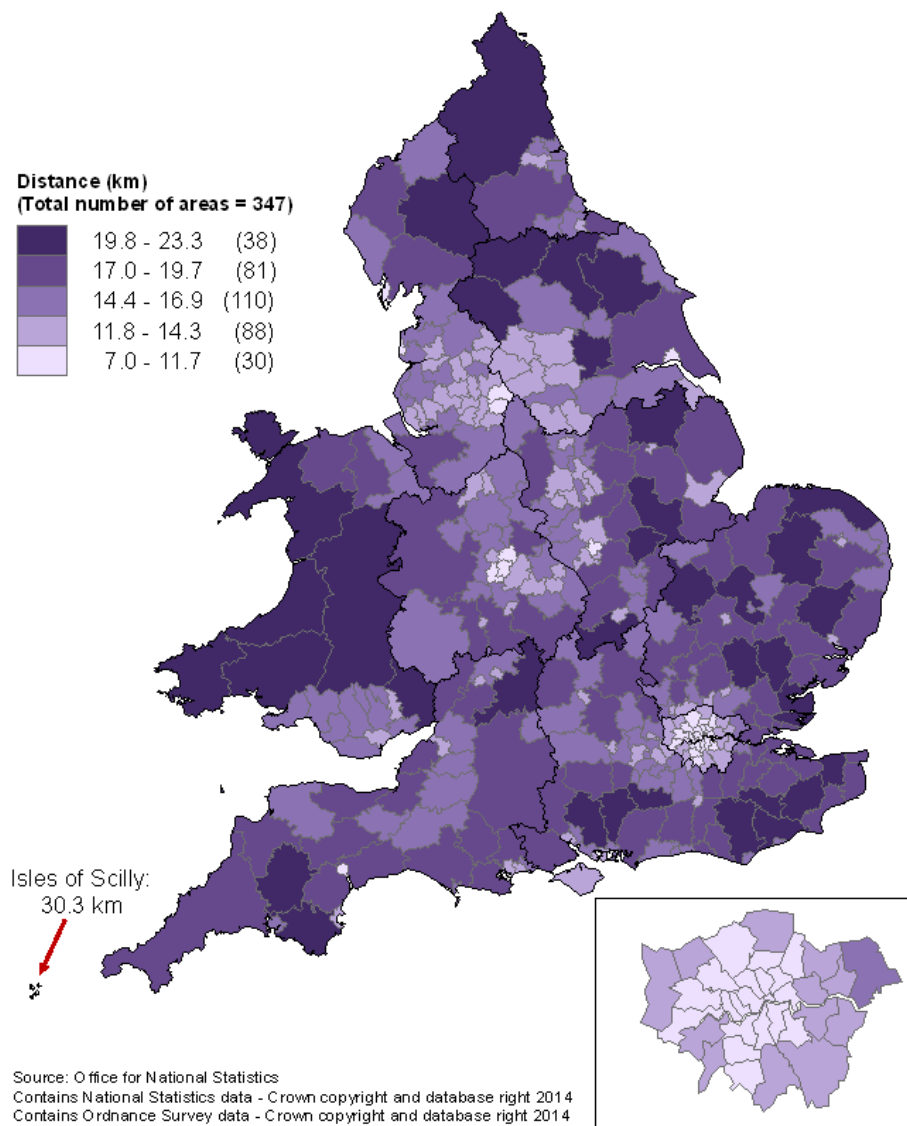 Distance (km)
(Total number of areas = 347)
19.8 - 23.3 (38)
17.0 - 19.7 (81)
14.4 - 16.9 (110)
11.8 - 14.3 (88)
7.0 - 11.7 (30)
Isles of Scilly:
30.3 km
Source: Office for National Statistics
Contains National Statistics data - Crown copyright and database right 2014
Contains Ordnance Survey data - Crown copyright and database right 2014